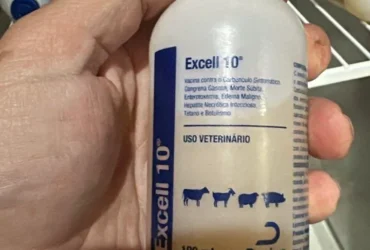 Excell 10®
Vacina contra o Carbúnculo Sintomático,
Gangrena Gasosa, Morte Súbita,
Enterotoxemia, Edema Maligno,
Hepatite Necrótica Infecciosa,
Tétano e Botulismo
USO VETERINÁRIO
Excell 10®